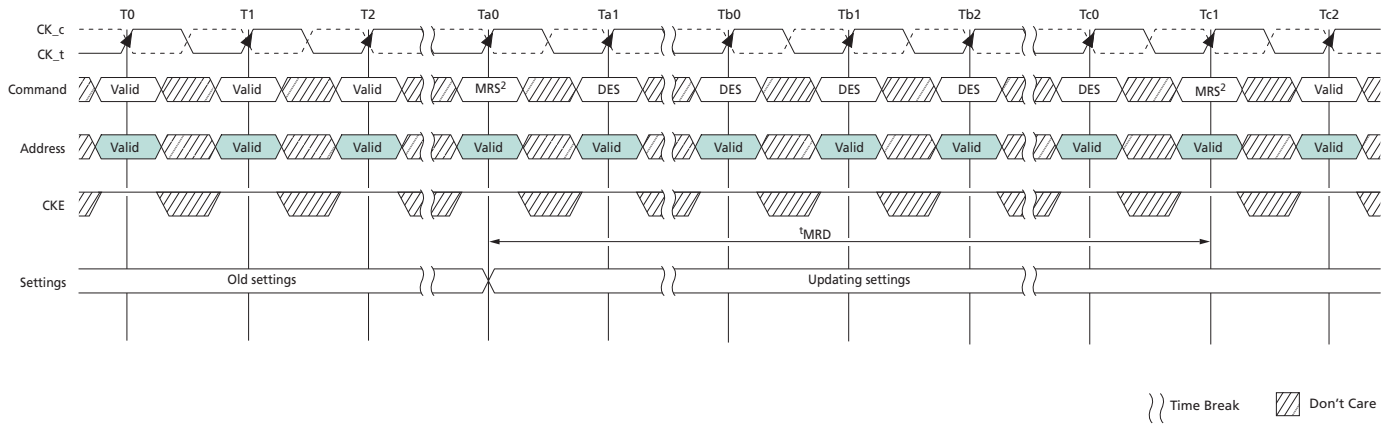 T0 T1 T2 Ta0 Ta1 Tb0 Tb1 Tb2 Tc0 Tc1 Tc2
CK_c
CK_t
Command Valid Valid Valid MRS² DES DES DES DES DES MRS² Valid
Address Valid Valid Valid Valid Valid Valid Valid Valid Valid Valid Valid
CKE
tMRD
Settings Old settings Updating settings
Time Break Don't Care